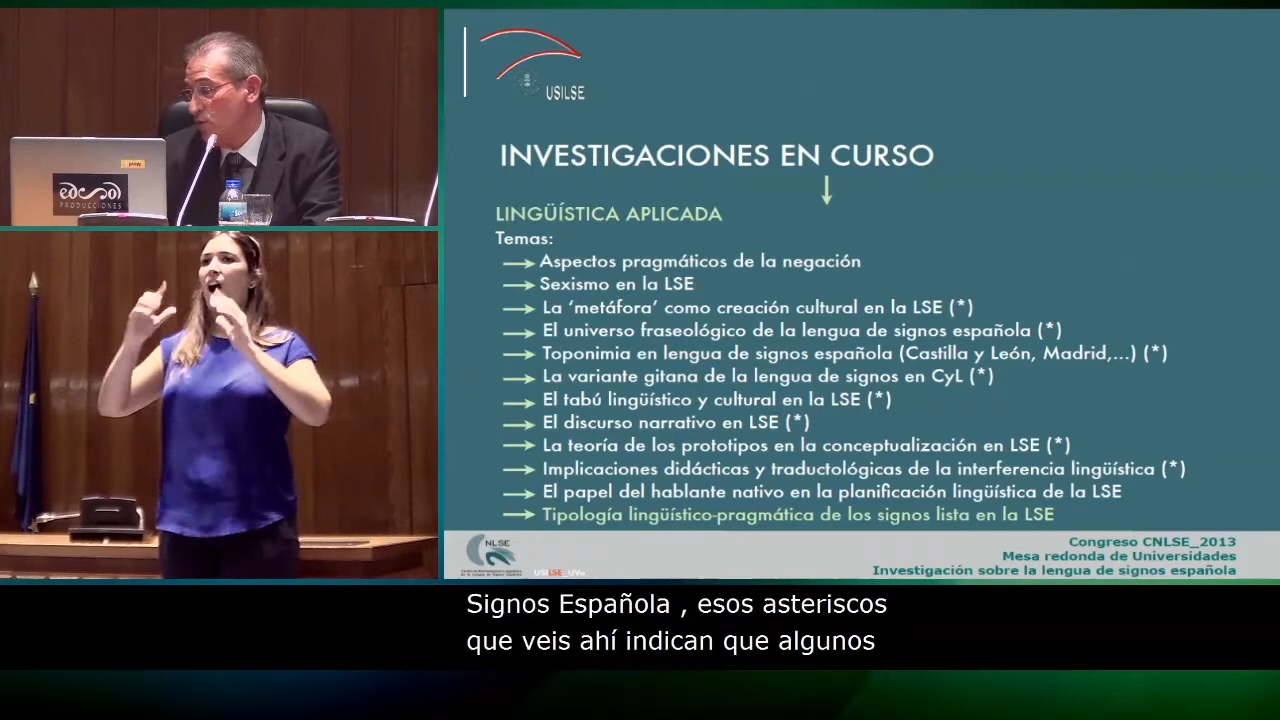 USILSE
INVESTIGACIONES EN CURSO
LINGÜÍSTICA APLICADA
Temas:
Aspectos pragmáticos de la negación
Sexismo en la LSE
La ‘metáfora’ como creación cultural en la LSE (*)
El universo fraseológico de la lengua de signos española (*)
Toponimia en lengua de signos española (Castilla y León, Madrid,...) (*)
La variante gitana de la lengua de signos en CyL (*)
El tabú lingüístico y cultural en la LSE (*)
El discurso narrativo en LSE (*)
La teoría de los prototipos en la conceptualización en LSE (*)
Implicaciones didácticas y traductológicas de la interferencia lingüística (*)
El papel del hablante nativo en la planificación lingüística de la LSE
Tipología lingüístico-pragmática de los signos lista en la LSE
CNLSE
USILSE_UVa
Congreso CNLSE_2013
Mesa redonda de Universidades
Investigación sobre la lengua de signos española
PRODUCCIONES
Signos Española , esos asteriscos
que veis ahí indican que algunos